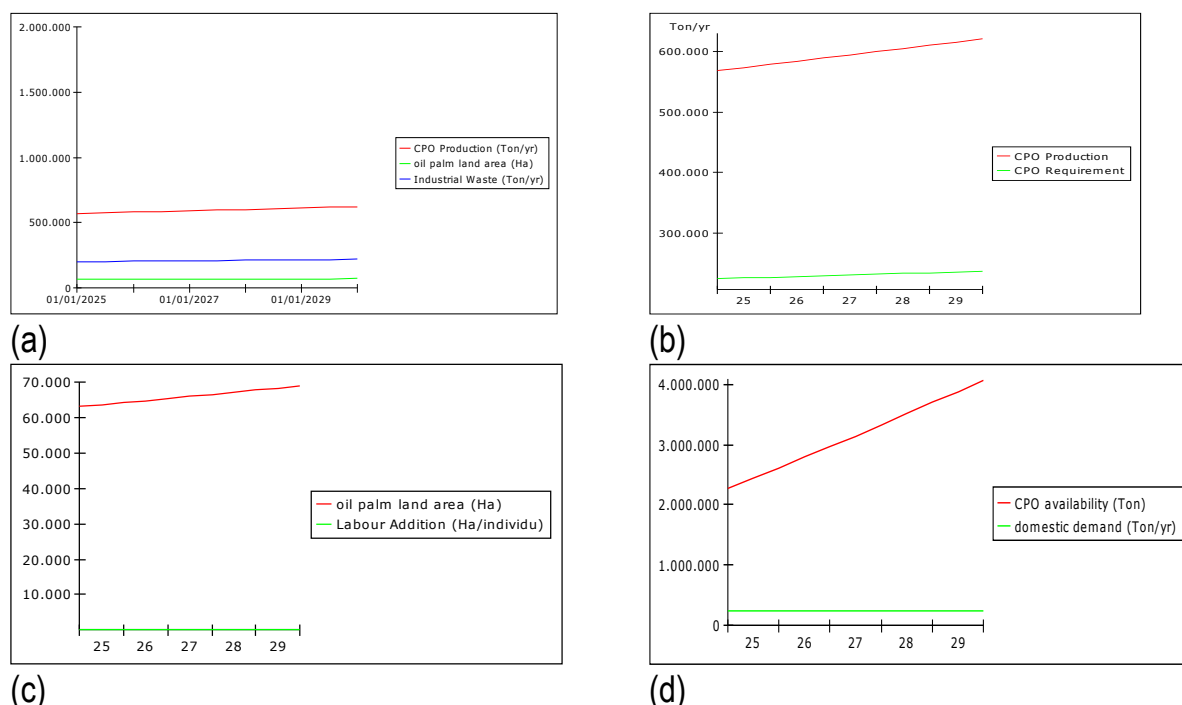 2.000.000
1.500.000
1.000.000
500.000
0
01/01/2025 01/01/2027 01/01/2029
CPO Production (Ton/yr)
oil palm land area (Ha)
Industrial Waste (Ton/yr)
(a)
Ton/yr
600.000
500.000
400.000
300.000
25 26 27 28 29
CPO Production
CPO Requirement
(b)
70.000
60.000
50.000
40.000
30.000
20.000
10.000
25 26 27 28 29
oil palm land area (Ha)
Labour Addition (Ha/individu)
(c)
4.000.000
3.000.000
2.000.000
1.000.000
0
25 26 27 28 29
CPO availability (Ton)
domestic demand (Ton/yr)
(d)